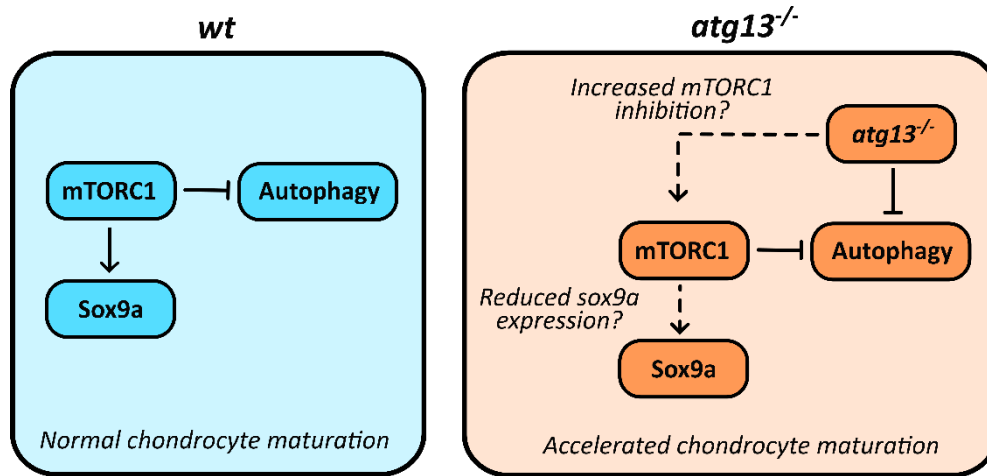 wt
mTORC1
Autophagy
Sox9a
Normal chondrocyte maturation
atg13-/-
Increased mTORC1
inhibition?
atg13-/-
mTORC1
Autophagy
Reduced sox9a
expression?
Sox9a
Accelerated chondrocyte maturation